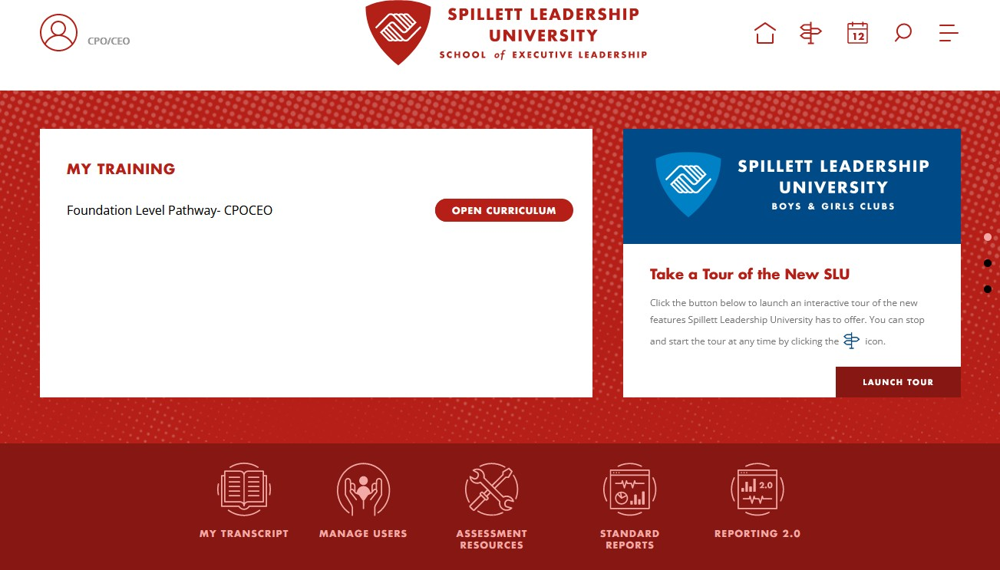 CPO/CEO
SPILLETT LEADERSHIP
UNIVERSITY
SCHOOL of EXECUTIVE LEADERSHIP
12
MY TRAINING
Foundation Level Pathway- CPOCEO
OPEN CURRICULUM
SPILLETT LEADERSHIP
UNIVERSITY
BOYS & GIRLS CLUBS
Take a Tour of the New SLU
Click the button below to launch an interactive tour of the new
features Spillett Leadership University has to offer. You can stop
and start the tour at any time by clicking the icon.
LAUNCH TOUR
2.0
MY TRANSCRIPT
MANAGE USERS
ASSESSMENT
RESOURCES
STANDARD
REPORTS
REPORTING 2.0